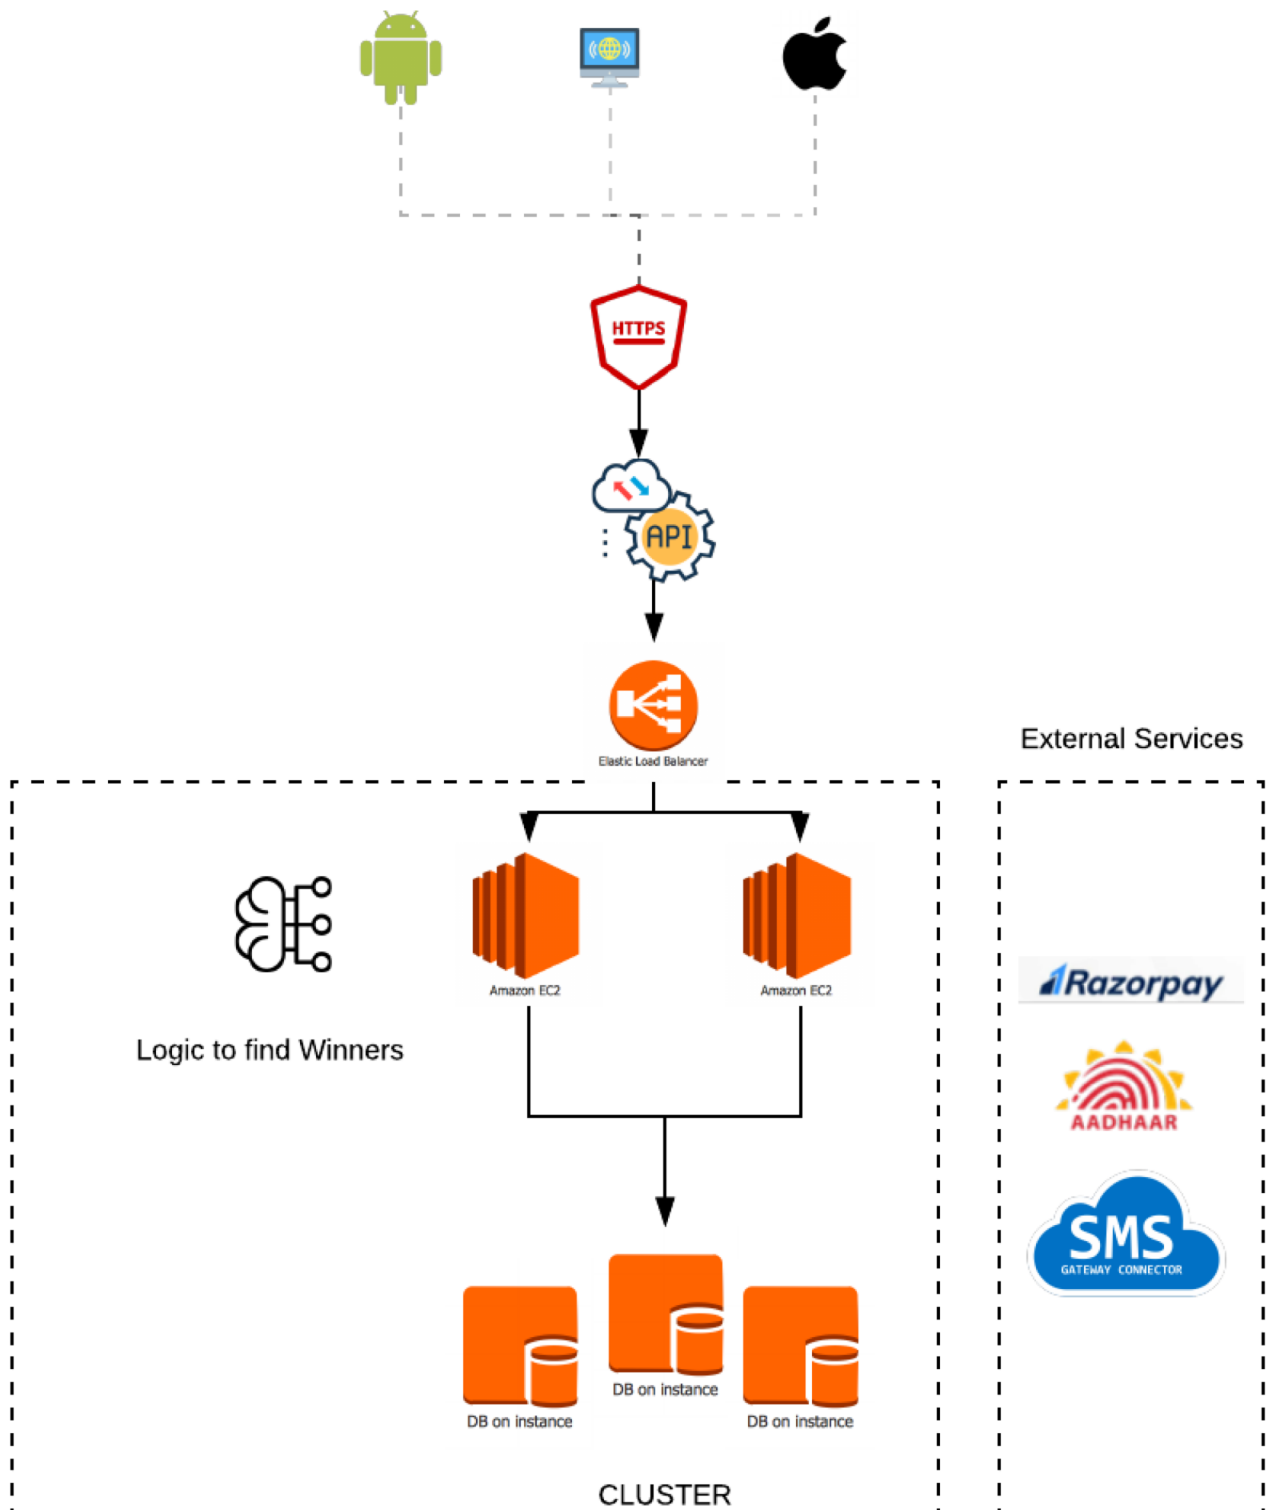 HTTPS
API
Elastic Load Balancer
External Services
Amazon EC2
Amazon EC2
Logic to find Winners
Razorpay
AADHAAR
SMS
GATEWAY CONNECTOR
DB on instance
DB on instance
DB on instance
CLUSTER